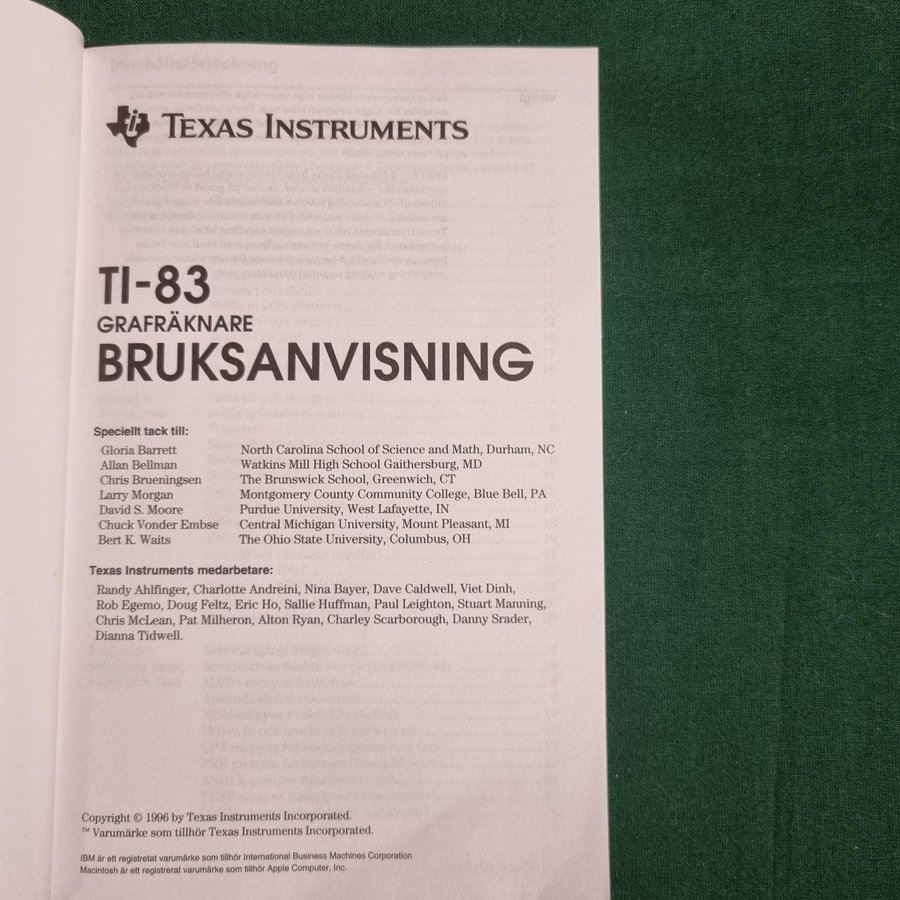 TEXAS INSTRUMENTS
TI-83
GRAFRÄKNARE
BRUKSANVISNING
Speciellt tack till:
Gloria Barrett North Carolina School of Science and Math, Durham, NC
Allan Bellman Watkins Mill High School Gaithersburg, MD
Chris Brueningsen The Brunswick School, Greenwich, CT
Larry Morgan Montgomery County Community College, Blue Bell, PA
David S. Moore Purdue University, West Lafayette, IN
Chuck Vonder Embse Central Michigan University, Mount Pleasant, MI
Bert K. Waits The Ohio State University, Columbus, OH
Texas Instruments medarbetare:
Randy Ahlfinger, Charlotte Andreini, Nina Bayer, Dave Caldwell, Viet Dinh,
Rob Egemo, Doug Feltz, Eric Ho, Sallie Huffman, Paul Leighton, Stuart Manning,
Chris McLean, Pat Milheron, Alton Ryan, Charley Scarborough, Danny Srader,
Dianna Tidwell.
Copyright © 1996 by Texas Instruments Incorporated.
™ Varumärke som tillhör Texas Instruments Incorporated.
IBM är ett registretat varumärke som tillhör International Business Machines Corporation
Macintosh är ett registrerat varumärke som tillhör Apple Computer, Inc.